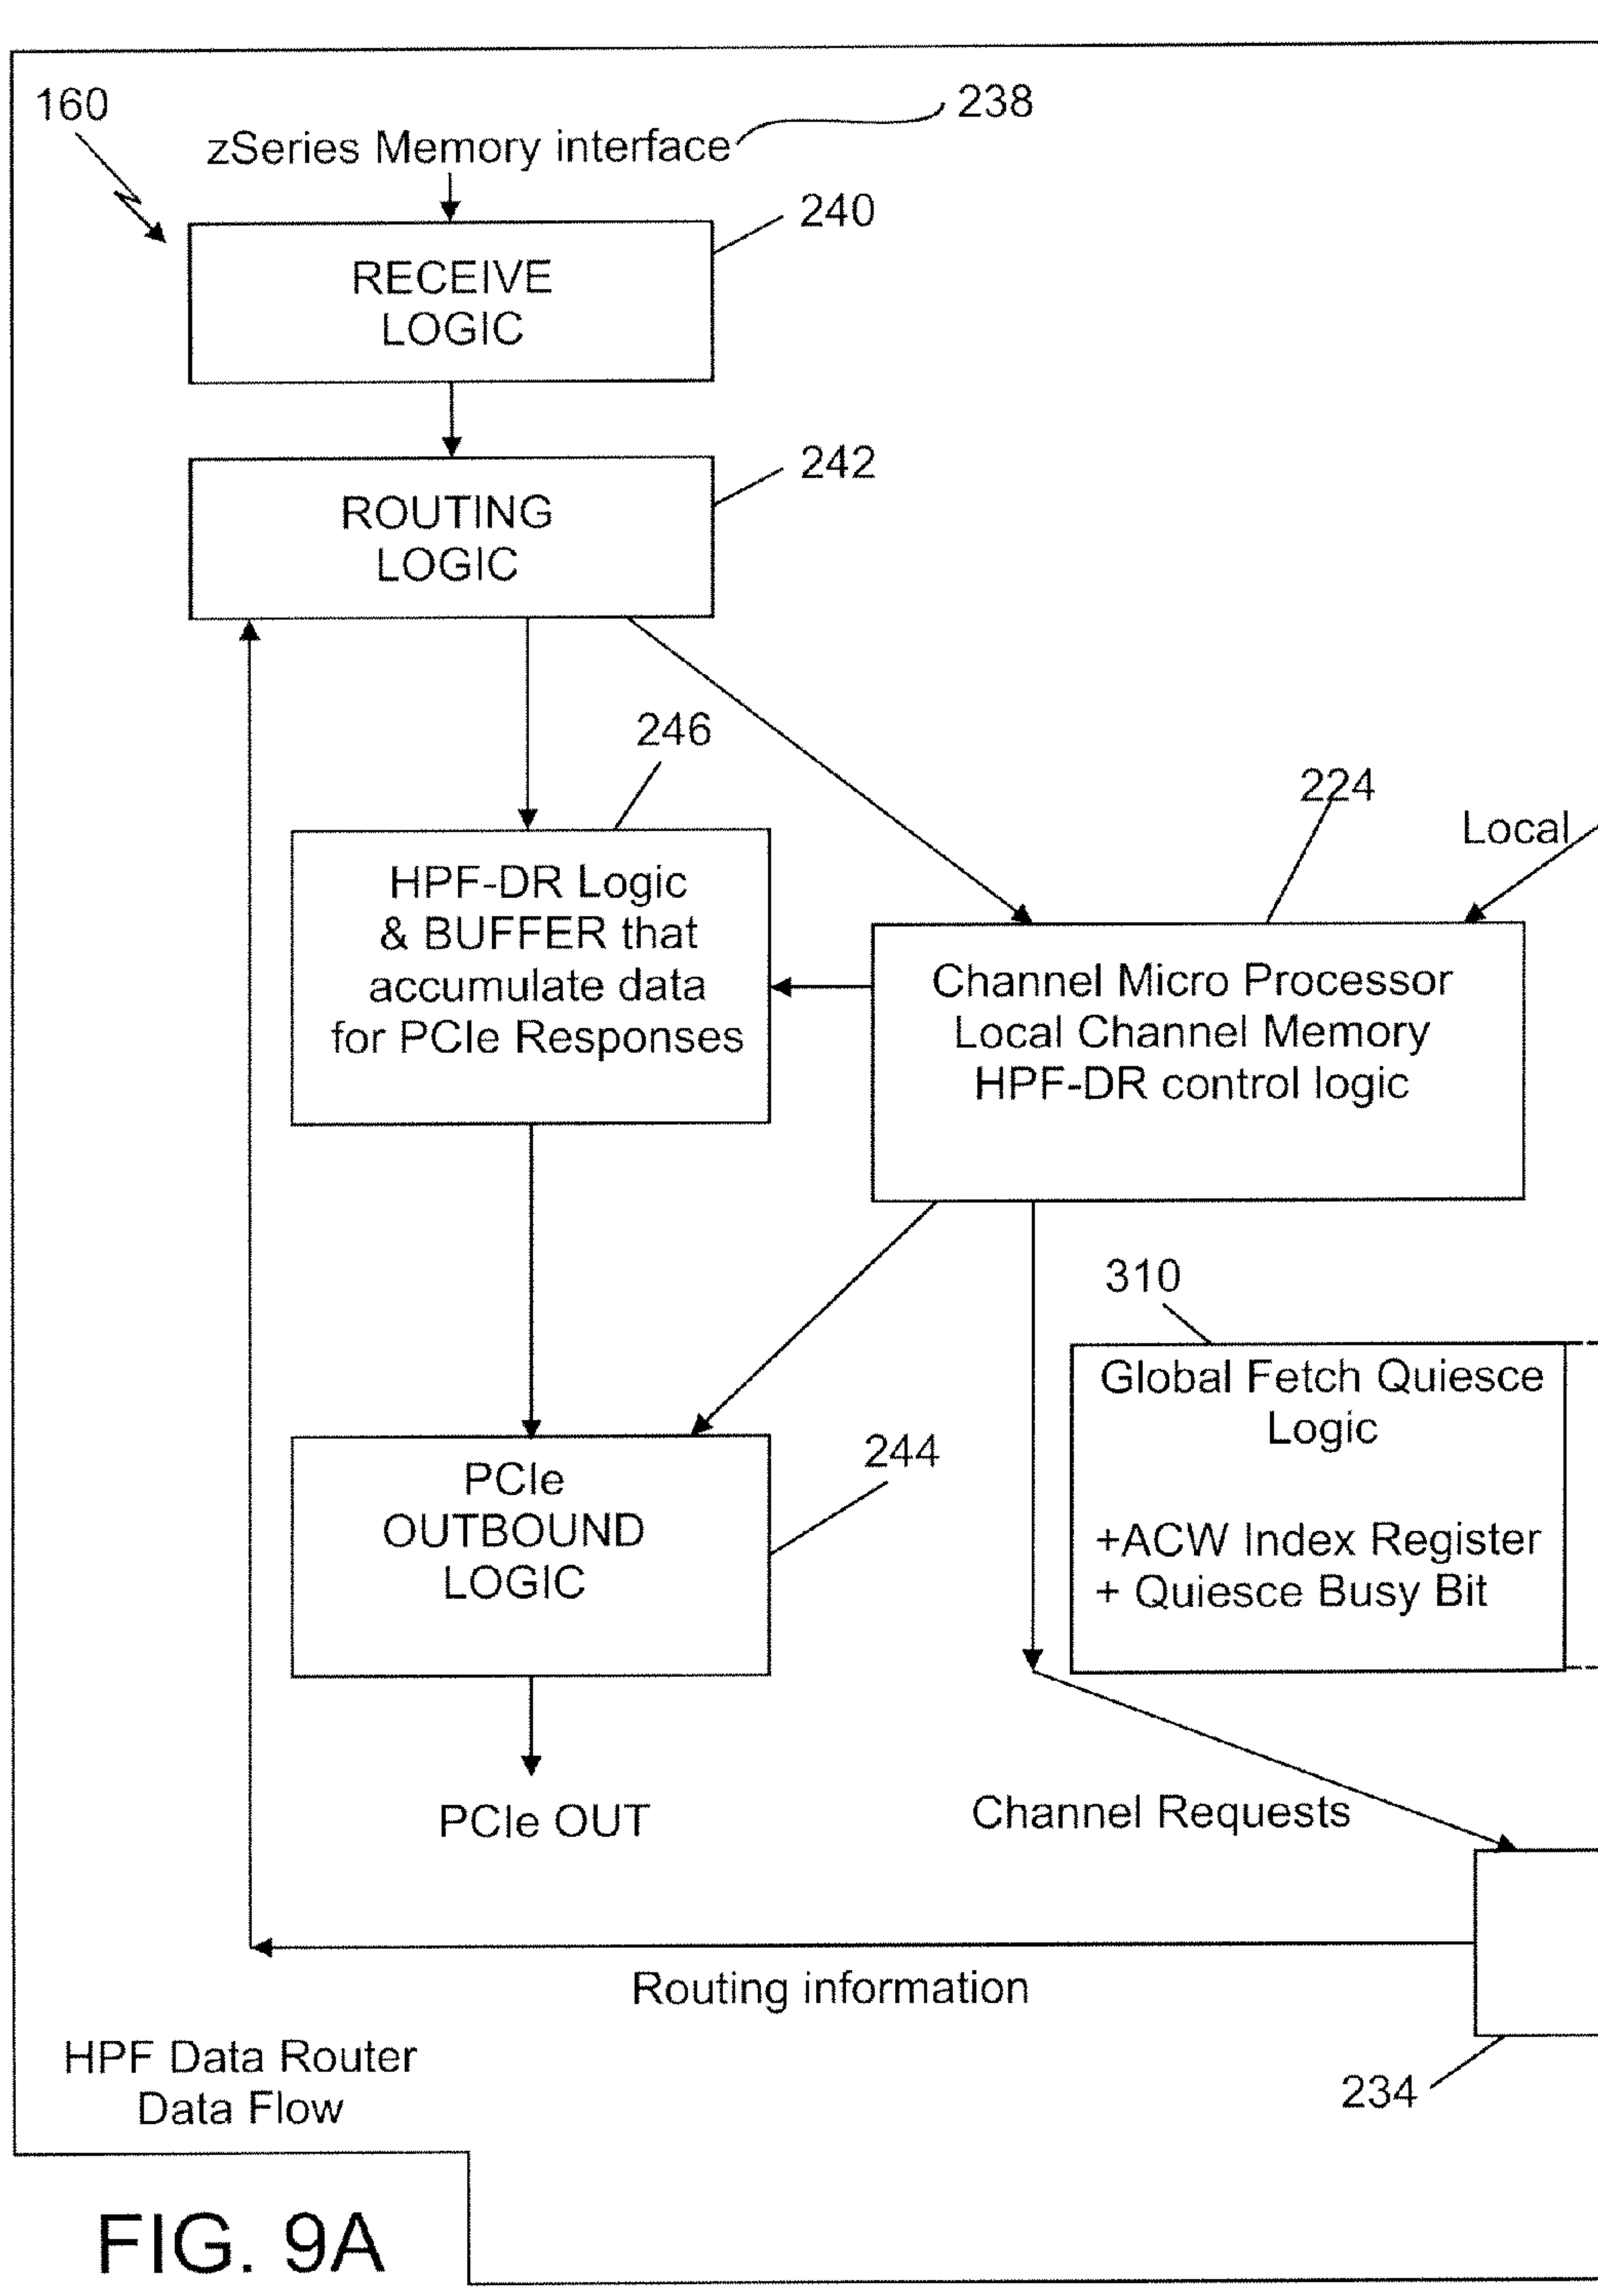 160
238
zSeries Memory interface
240
RECEIVE
LOGIC
242
ROUTING
LOGIC
246
224
Local
HPF-DR Logic
& BUFFER that
accumulate data
for PCIe Responses
Channel Micro Processor
Local Channel Memory
HPF-DR control logic
310
Global Fetch Quiesce
Logic
+ACW Index Register
+ Quiesce Busy Bit
244
PCIe
OUTBOUND
LOGIC
PCIe OUT
Channel Requests
Routing information
234
HPF Data Router
Data Flow
FIG. 9A